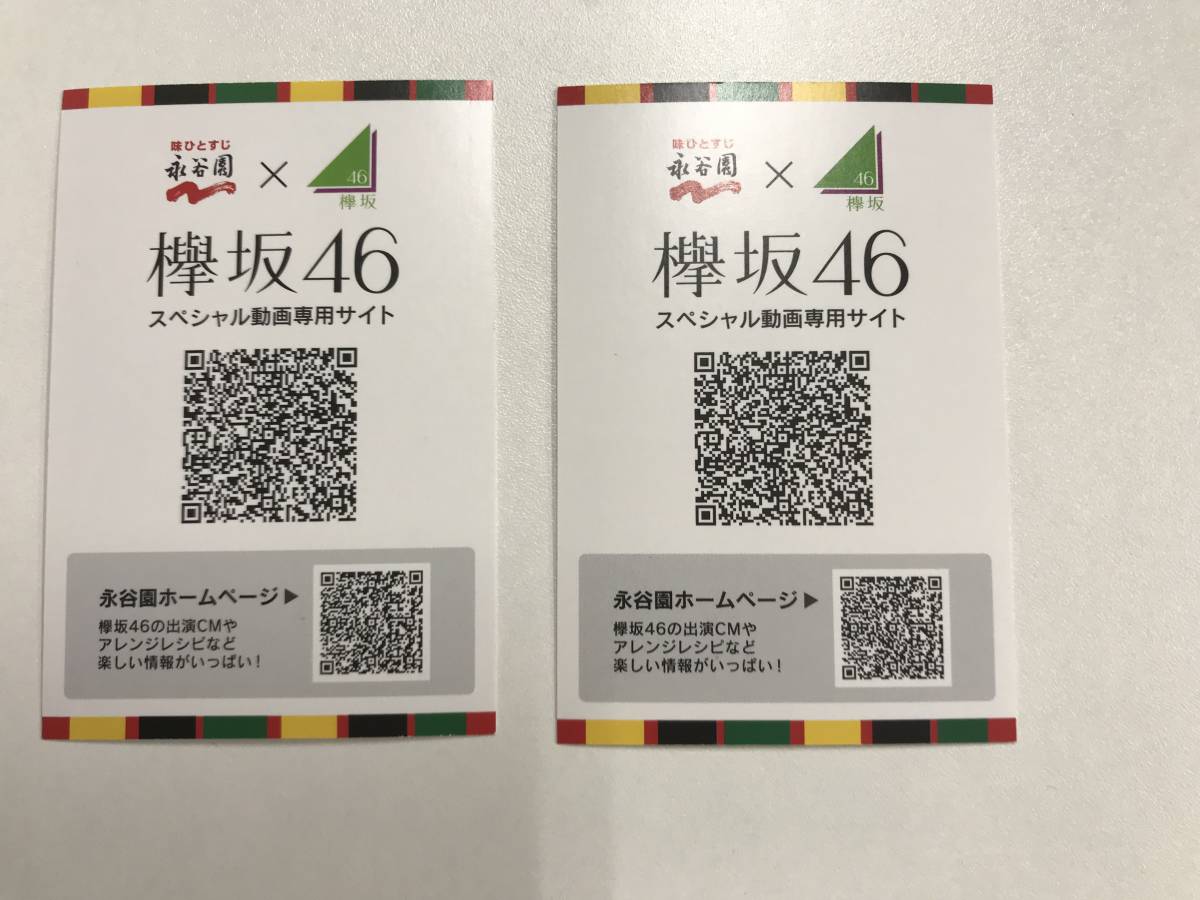 味ひとすじ
永谷園
×
46
欅坂
欅坂46
スペシャル動画専用サイト
永谷園ホームページ▶
欅坂46の出演CMや
アレンジレシピなど
楽しい情報がいっぱい！
味ひとすじ
永谷園
×
46
欅坂
欅坂46
スペシャル動画専用サイト
永谷園ホームページ▶
欅坂46の出演CMや
アレンジレシピなど
楽しい情報がいっぱい！